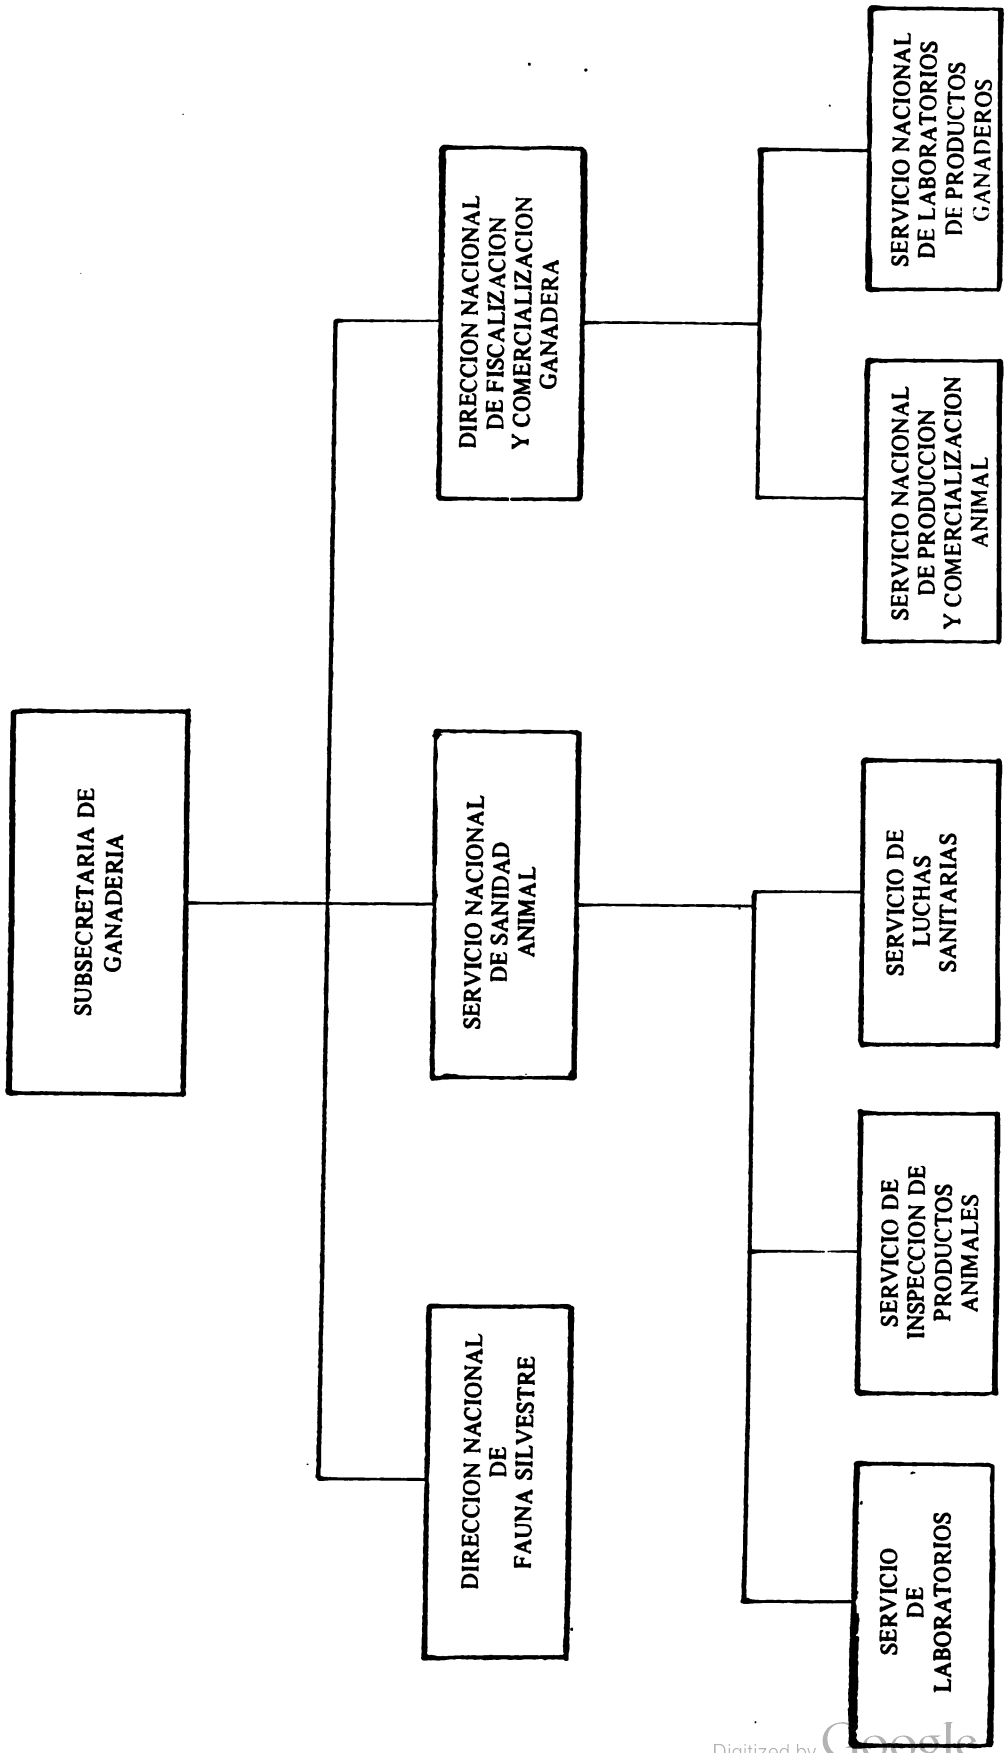 SUBSECRETARIA DE
GANADERIA
DIRECCION NACIONAL
DE
FAUNA SILVESTRE
SERVICIO NACIONAL
DE SANIDAD
ANIMAL
DIRECCION NACIONAL
DE FISCALIZACION
Y COMERCIALIZACION
GANADERA
SERVICIO
DE
LABORATORIOS
SERVICIO DE
INSPECCION DE
PRODUCTOS
ANIMALES
SERVICIO DE
LUCHAS
SANITARIAS
SERVICIO NACIONAL
DE PRODUCCION
Y COMERCIALIZACION
ANIMAL
SERVICIO NACIONAL
DE LABORATORIOS
DE PRODUCTOS
GANADEROS
Digitized by Google